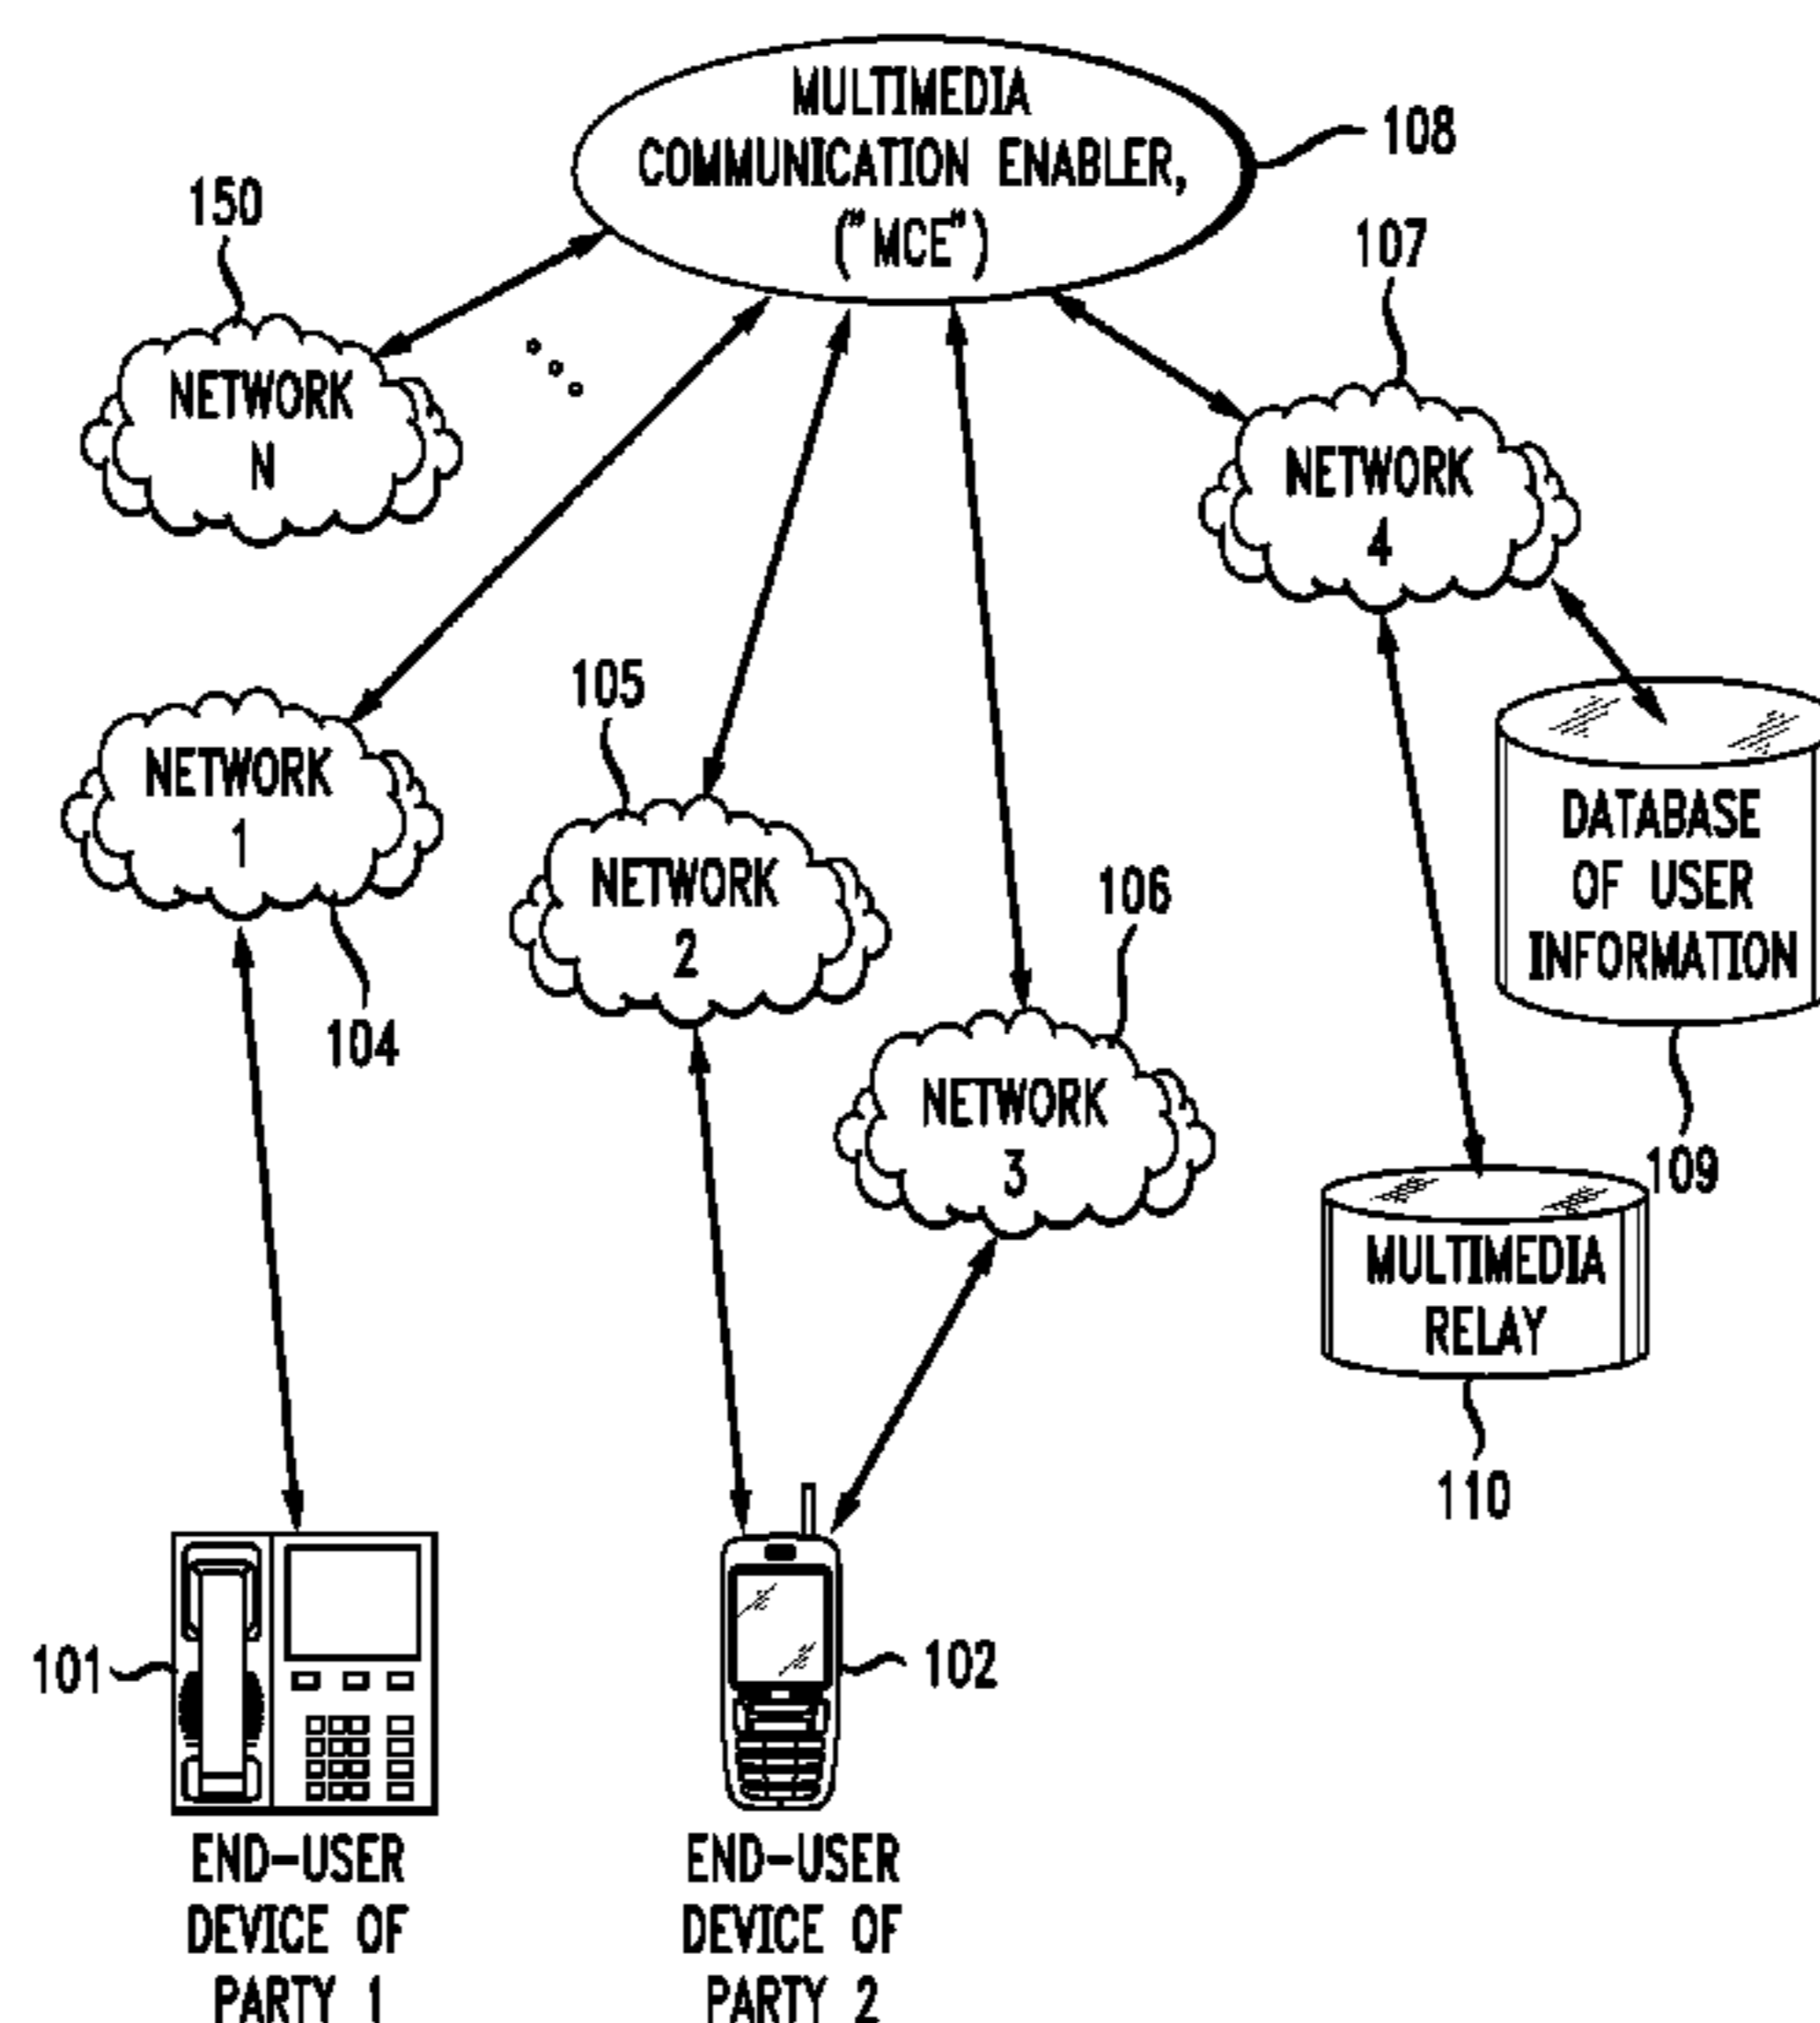 MULTIMEDIA
COMMUNICATION ENABLER,
("MCE")
108
150
107
NETWORK
N
NETWORK
4
105
NETWORK
1
DATABASE
OF USER
INFORMATION
NETWORK
2
106
104
NETWORK
3
109
MULTIMEDIA
RELAY
110
101
102
END-USER
DEVICE OF
PARTY 1
END-USER
DEVICE OF
PARTY 2